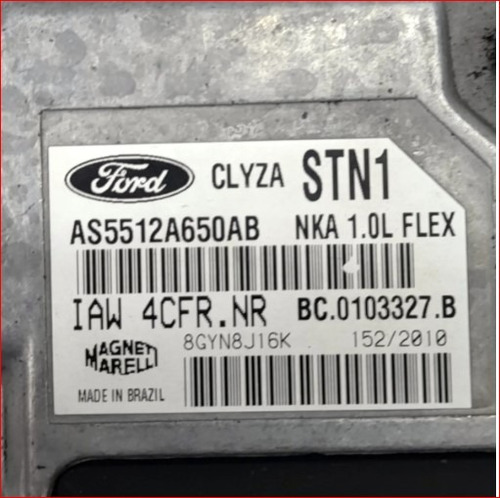 Ford CLYZA STN1
AS5512A650AB NKA 1.0L FLEX
IAW 4CFR.NR BC.0103327.B
8GYN8J16K 152/2010
MAGNETI
MARELLI
MADE IN BRAZIL